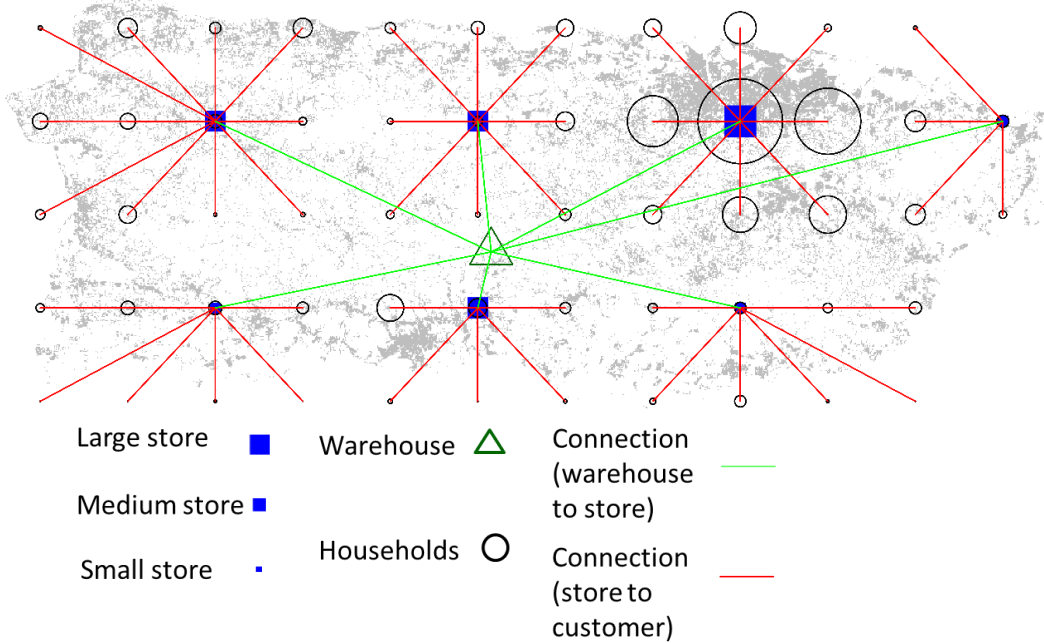 Large store
Medium store
Small store
Warehouse
Households
Connection
(warehouse
to store)
Connection
(store to
customer)